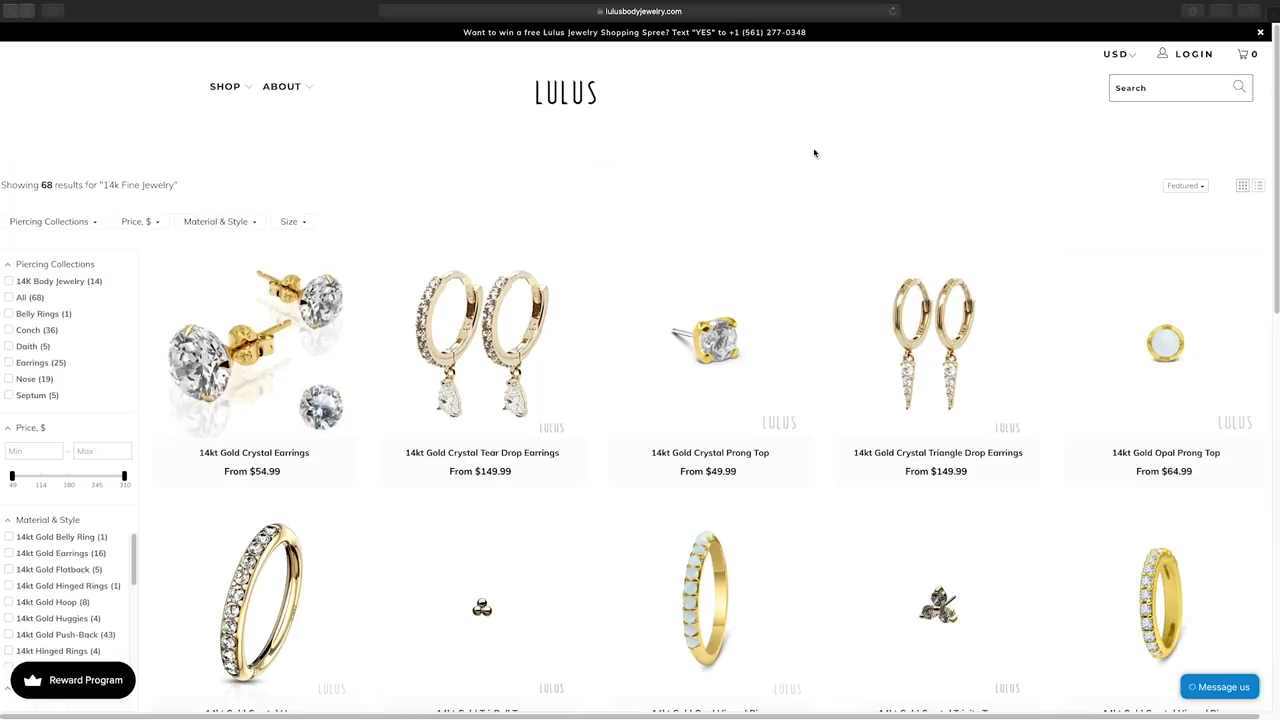 lulusbodyjewelry.com
Want to win a free Lulus Jewelry Shopping Spree? Text "YES" to +1 (561) 277-0348
USD
LOGIN
0
SHOP
ABOUT
LULUS
Search
Showing 68 results for "14k Fine Jewelry"
Featured
Piercing Collections
Price, $
Material & Style
Size
Piercing Collections
14K Body Jewelry (14)
All (68)
Belly Rings (1)
Conch (36)
Daith (5)
Earrings (25)
Nose (19)
Septum (5)
Price, $
Min
–
Max
49
114
180
245
310
Material & Style
14kt Gold Belly Ring (1)
14kt Gold Earrings (16)
14kt Gold Flatback (5)
14kt Gold Hinged Rings (1)
14kt Gold Hoop (8)
14kt Gold Huggies (4)
14kt Gold Push-Back (43)
14kt Hinged Rings (4)
Reward Program
14kt Gold Crystal Earrings
From $54.99
LULUS
14kt Gold Crystal Tear Drop Earrings
From $149.99
LULUS
14kt Gold Crystal Prong Top
From $49.99
LULUS
14kt Gold Crystal Triangle Drop Earrings
From $149.99
LULUS
14kt Gold Opal Prong Top
From $64.99
LULUS
LULUS
LULUS
LULUS
Message us